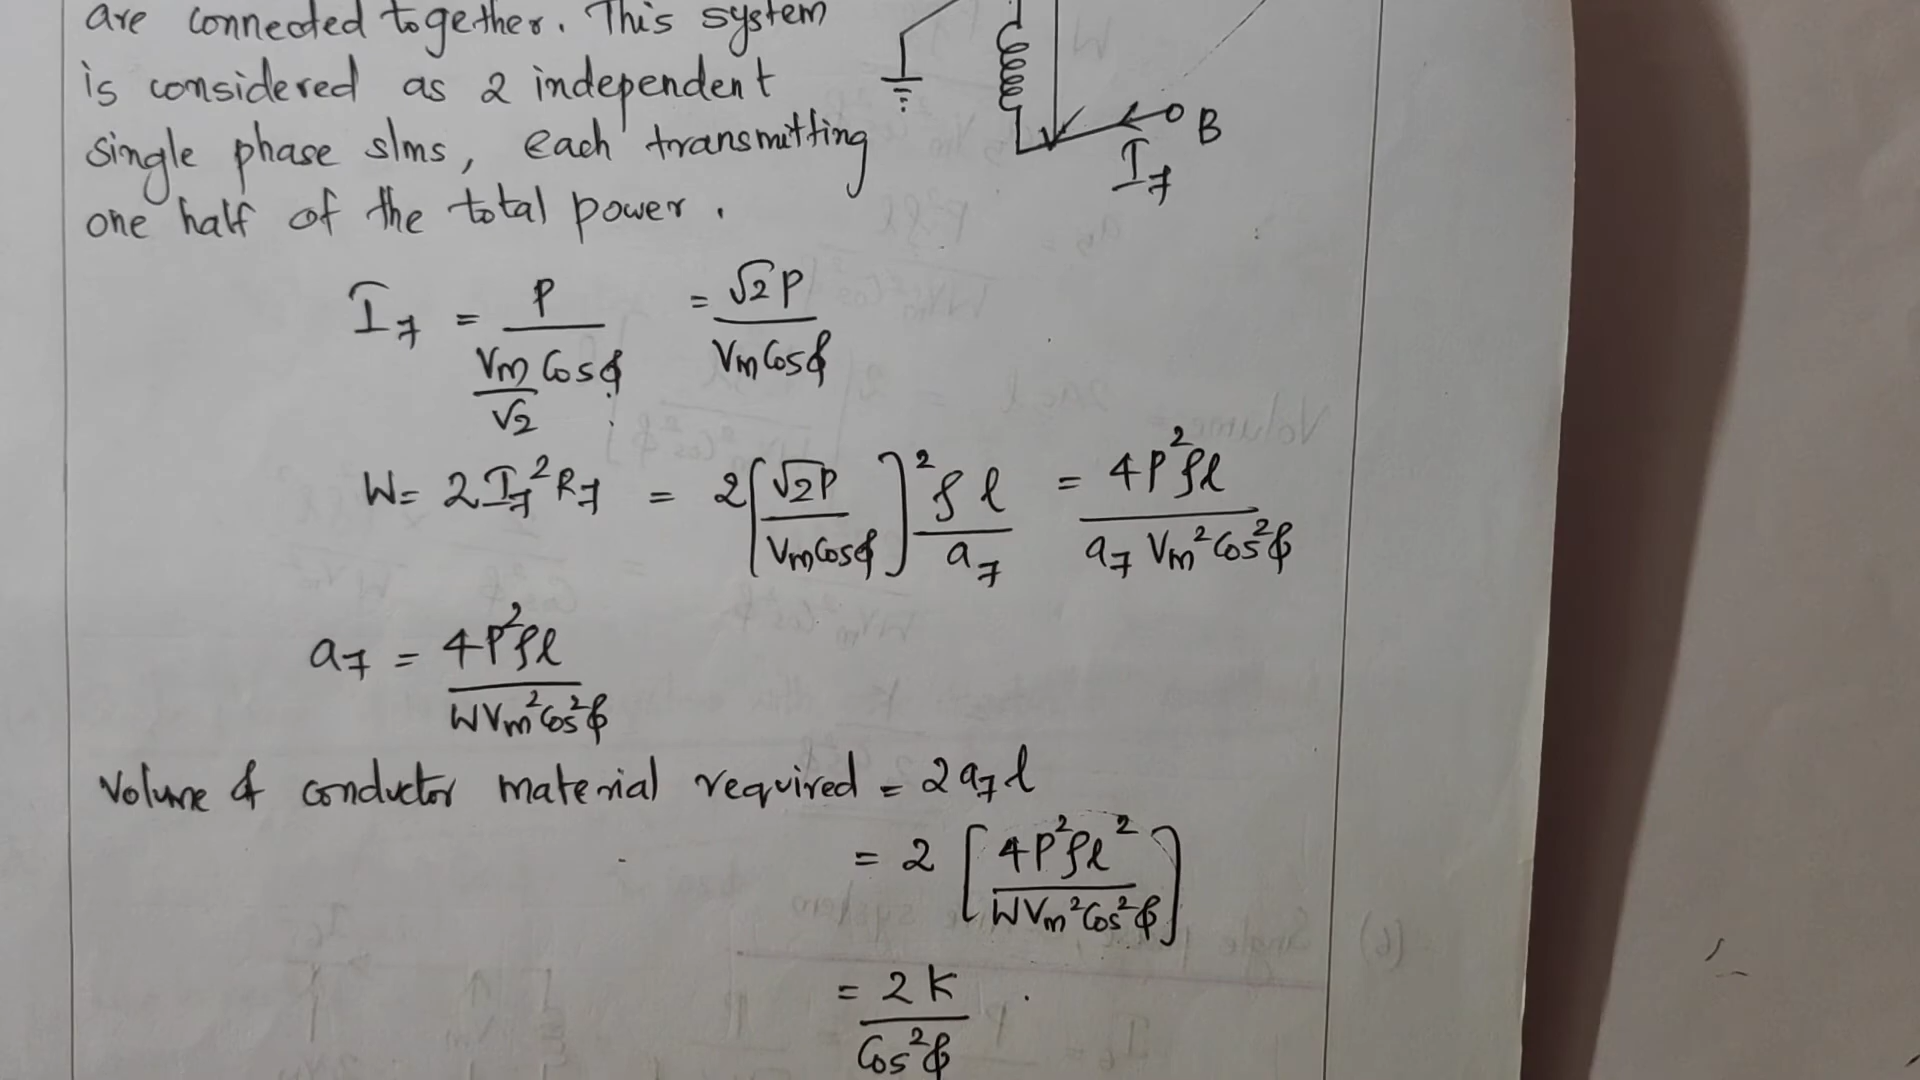 are connected together. This system
is considered as 2 independent
single phase slms, each transmitting
one half of the total power.
B
I₇
I₇ = P / (Vm/√2 Cosϕ) = √2P / (Vm Cosϕ)
W = 2I₇²R₇ = 2[√2P / (Vm Cosϕ)]² ρl / a₇ = 4P²ρl / (a₇ Vm² Cos²ϕ)
a₇ = 4P²ρl / (WVm² Cos²ϕ)
Volume of conductor material required = 2a₇l
= 2[4P²ρl² / (WVm² Cos²ϕ)]
= 2K / Cos²ϕ